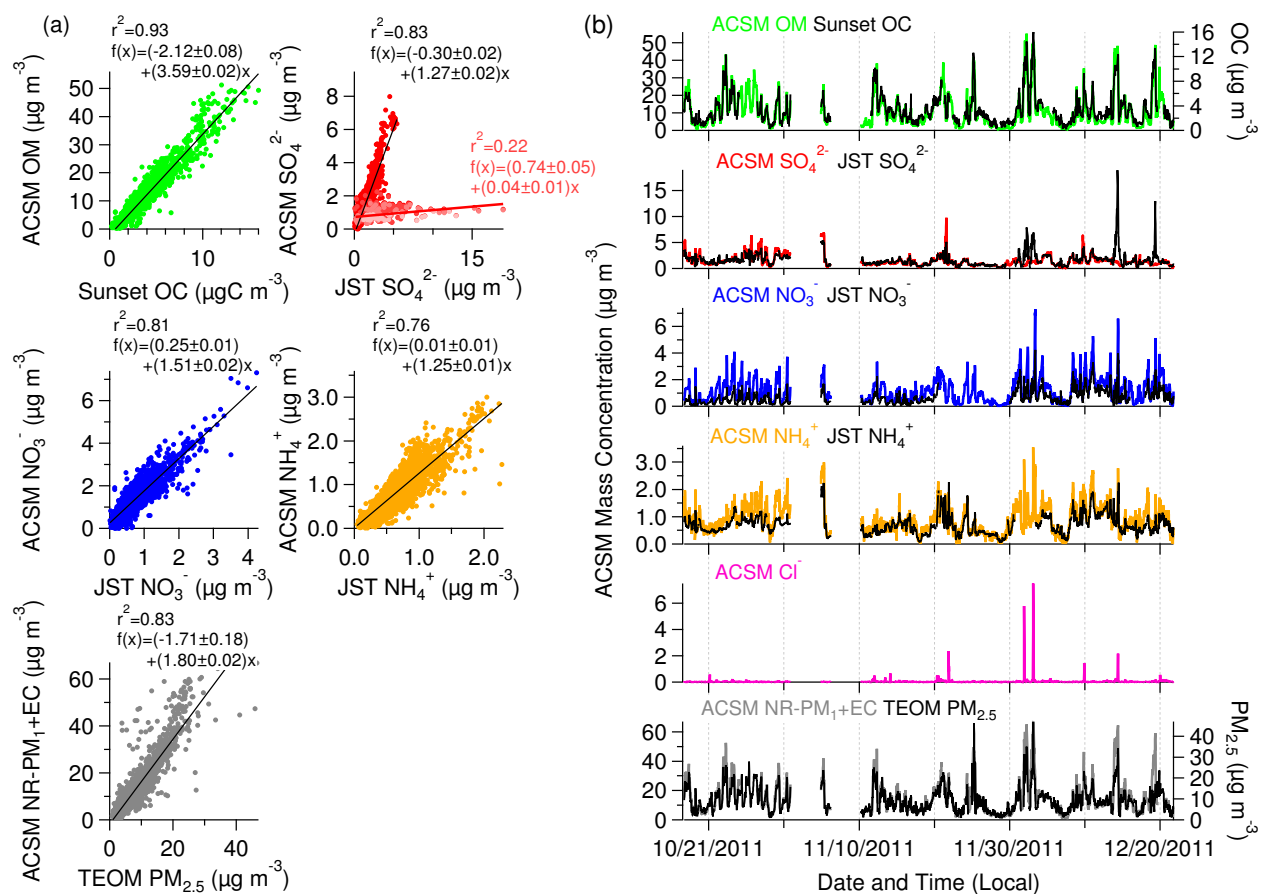 (a)
r²=0.93
f(x)=(-2.12±0.08)
+(3.59±0.02)x
ACSM OM (µg m⁻³)
50
40
30
20
10
0
0 10
Sunset OC (µgC m⁻³)
r²=0.83
f(x)=(-0.30±0.02)
+(1.27±0.02)x
r²=0.22
f(x)=(0.74±0.05)
+(0.04±0.01)x
ACSM SO₄²⁻ (µg m⁻³)
8
6
4
2
0
0 15
JST SO₄²⁻ (µg m⁻³)
r²=0.81
f(x)=(0.25±0.01)
+(1.51±0.02)x
ACSM NO₃⁻ (µg m⁻³)
6
4
2
0
0 1 2 3 4
JST NO₃⁻ (µg m⁻³)
r²=0.76
f(x)=(0.01±0.01)
+(1.25±0.01)x
ACSM NH₄⁺ (µg m⁻³)
3.0
2.0
1.0
0.0
0.0 1.0 2.0
JST NH₄⁺ (µg m⁻³)
r²=0.83
f(x)=(-1.71±0.18)
+(1.80±0.02)x
ACSM NR-PM₁+EC (µg m⁻³)
60
40
20
0
0 20 40
TEOM PM₂.₅ (µg m⁻³)
(b)
ACSM OM Sunset OC
50
40
30
20
10
0
16
12
8
4
0
OC (µg m⁻³)
ACSM SO₄²⁻ JST SO₄²⁻
15
10
5
0
ACSM NO₃⁻ JST NO₃⁻
6
4
2
0
ACSM NH₄⁺ JST NH₄⁺
3.0
2.0
1.0
0.0
ACSM Cl⁻
6
4
2
0
ACSM NR-PM₁+EC TEOM PM₂.₅
60
40
20
0
40
30
20
10
0
PM₂.₅ (µg m⁻³)
ACSM Mass Concentration (µg m⁻³)
10/21/2011 11/10/2011 11/30/2011 12/20/2011
Date and Time (Local)